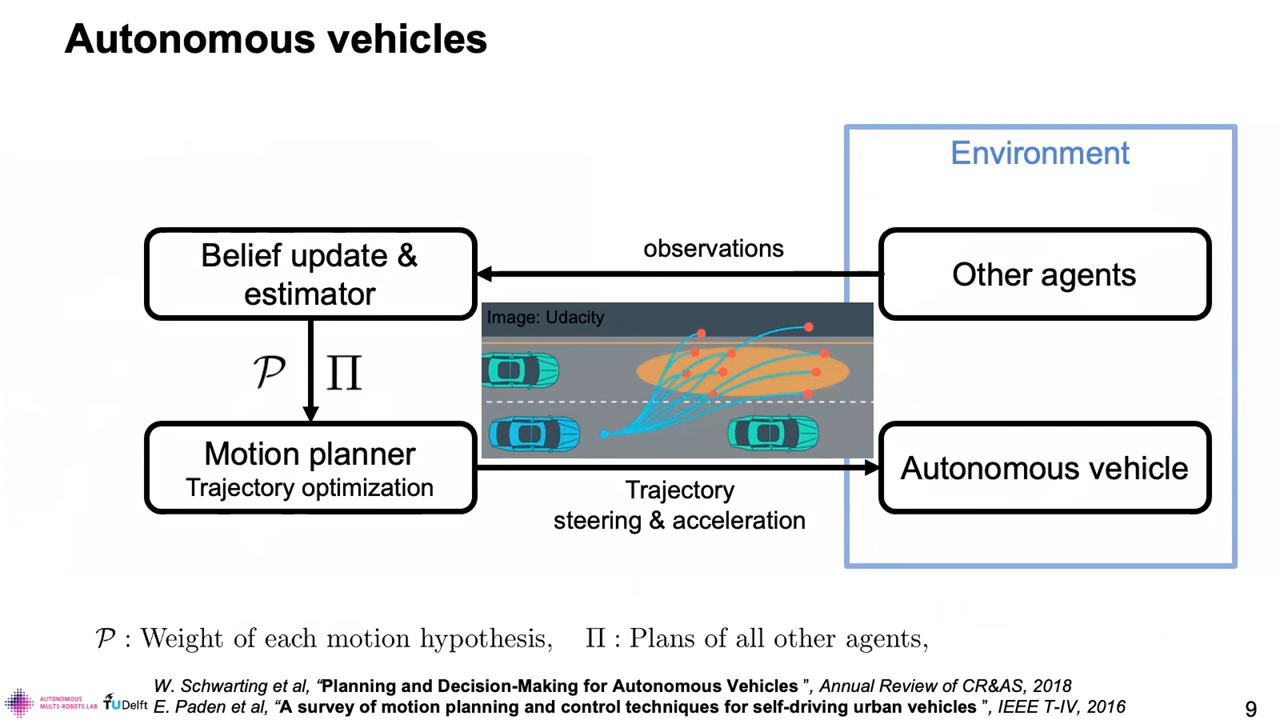 Autonomous vehicles
Environment
Belief update &
estimator
observations
Other agents
Image: Udacity
𝒫 Π
Motion planner
Trajectory optimization
Autonomous vehicle
Trajectory
steering & acceleration
𝒫 : Weight of each motion hypothesis, Π : Plans of all other agents,
W. Schwarting et al, “Planning and Decision-Making for Autonomous Vehicles ”, Annual Review of CR&AS, 2018
E. Paden et al, “A survey of motion planning and control techniques for self-driving urban vehicles ”, IEEE T-IV, 2016
AUTONOMOUS
MULTI-ROBOTS LAB
TUDelft
9